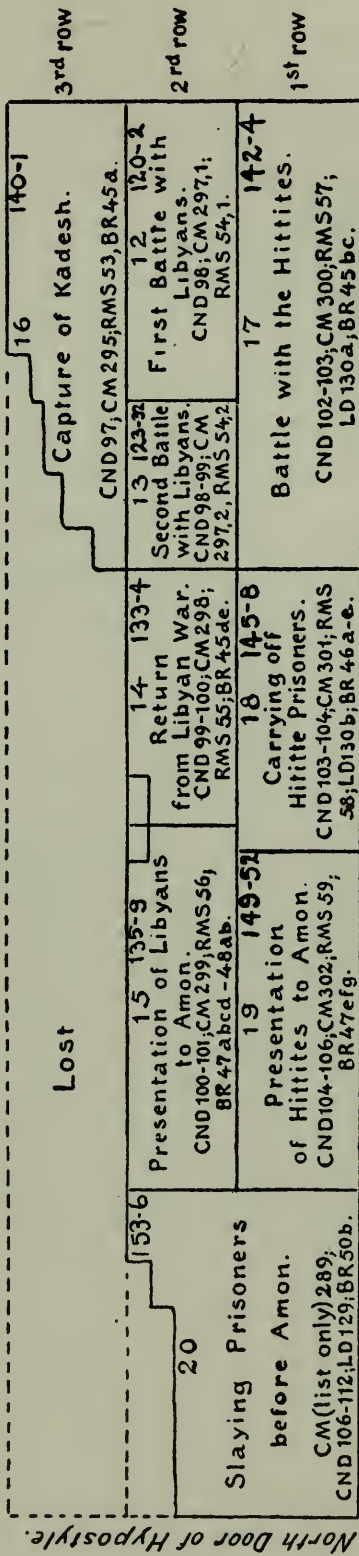 3rd row
Lost
16
140-1
Capture of Kadesh.
CND97;CM295;RMS53,BR45a.
2nd row
15 135-9
Presentation of Libyans
to Amon.
CND100-101;CM299;RMS56,
BR47abcd-48ab.
14 133-4
Return
from Libyan War.
CND99-100;CM298;
RMS55;BR45de.
13 123-32
Second Battle
with Libyans.
CND98-99; CM
297,2, RMS54,2
12 120-2
First Battle with
Libyans.
CND98;CM297,1;
RMS54,1.
1st row
153-6
20
Slaying Prisoners
before Amon.
CM(list only)289;
CND106-112;LD129;BR50b.
19 149-52
Presentation
of Hittites to Amon.
CND104-106;CM302;RMS59,
BR47efg.
18 145-8
Carrying off
Hittite Prisoners.
CND103-104;CM301;RMS
58;LD130b;BR46a-e.
17 142-4
Battle with the Hittites.
CND102-103;CM300;RMS57;
LD130a;BR45bc.
North Door of Hypostyle.